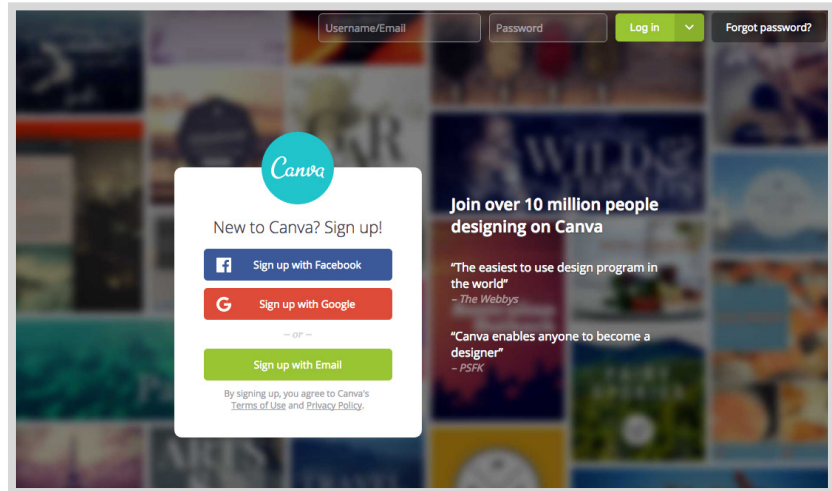 Username/Email
Password
Log in
Forgot password?
Canva
New to Canva? Sign up!
Sign up with Facebook
Sign up with Google
– or –
Sign up with Email
By signing up, you agree to Canva's
Terms of Use and Privacy Policy.
Join over 10 million people
designing on Canva
“The easiest to use design program in
the world”
– The Webbys
“Canva enables anyone to become a
designer”
– PSFK
WILD &
ARTS &
TRAVEL